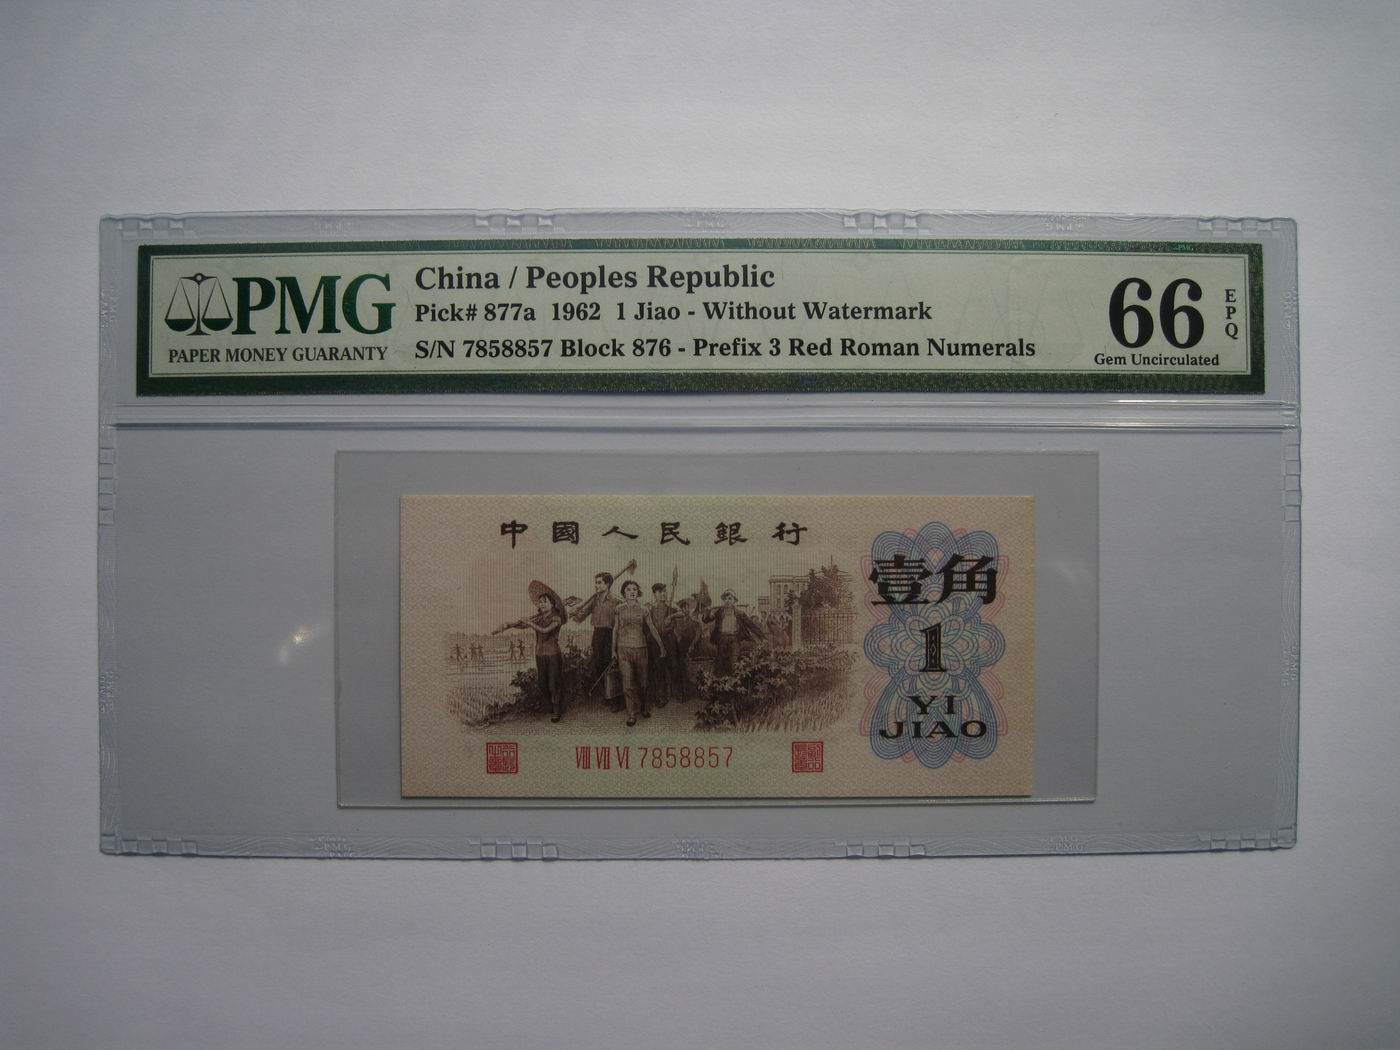 PMG
PAPER MONEY GUARANTY
China / Peoples Republic
Pick# 877a 1962 1 Jiao - Without Watermark
S/N 7858857 Block 876 - Prefix 3 Red Roman Numerals
66
EPQ
Gem Uncirculated
中國人民銀行
壹角
1
YI
JIAO
VIII VII VI 7858857